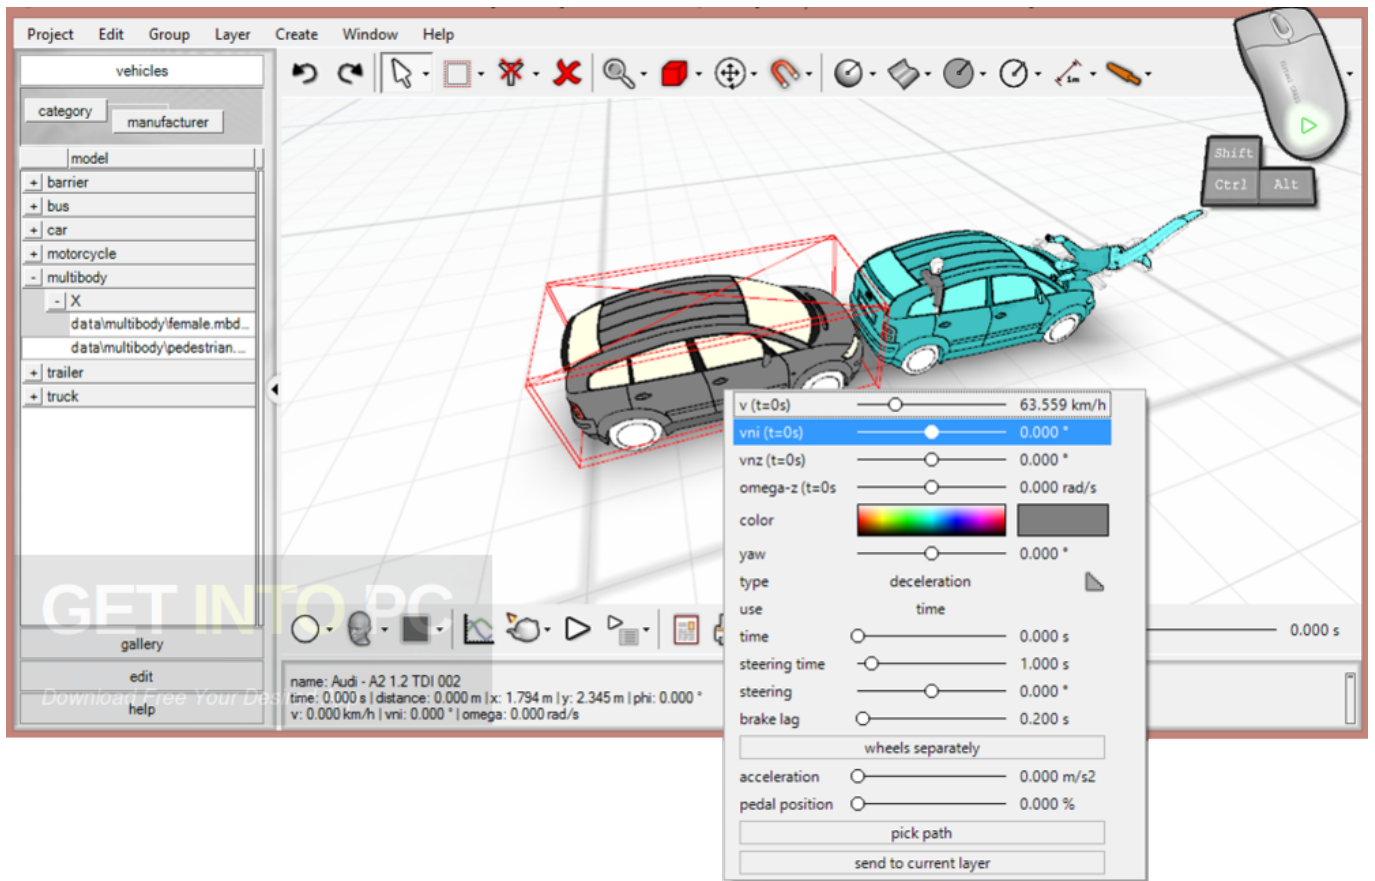 Project Edit Group Layer Create Window Help
vehicles
category
manufacturer
model
+ barrier
+ bus
+ car
+ motorcycle
- multibody
- X
data\multibody\female.mbd...
data\multibody\pedestrian....
+ trailer
+ truck
gallery
edit
help
1m
Shift
Ctrl Alt
v (t=0s) 63.559 km/h
vni (t=0s) 0.000 °
vnz (t=0s) 0.000 °
omega-z (t=0s 0.000 rad/s
color
yaw 0.000 °
type deceleration
use time
time 0.000 s
steering time 1.000 s
steering 0.000 °
brake lag 0.200 s
wheels separately
acceleration 0.000 m/s2
pedal position 0.000 %
pick path
send to current layer
0.000 s
name: Audi - A2 1.2 TDI 002
time: 0.000 s | distance: 0.000 m | x: 1.794 m | y: 2.345 m | phi: 0.000 °
v: 0.000 km/h | vni: 0.000 ° | omega: 0.000 rad/s
GET INTO PC
Download Free Your Des